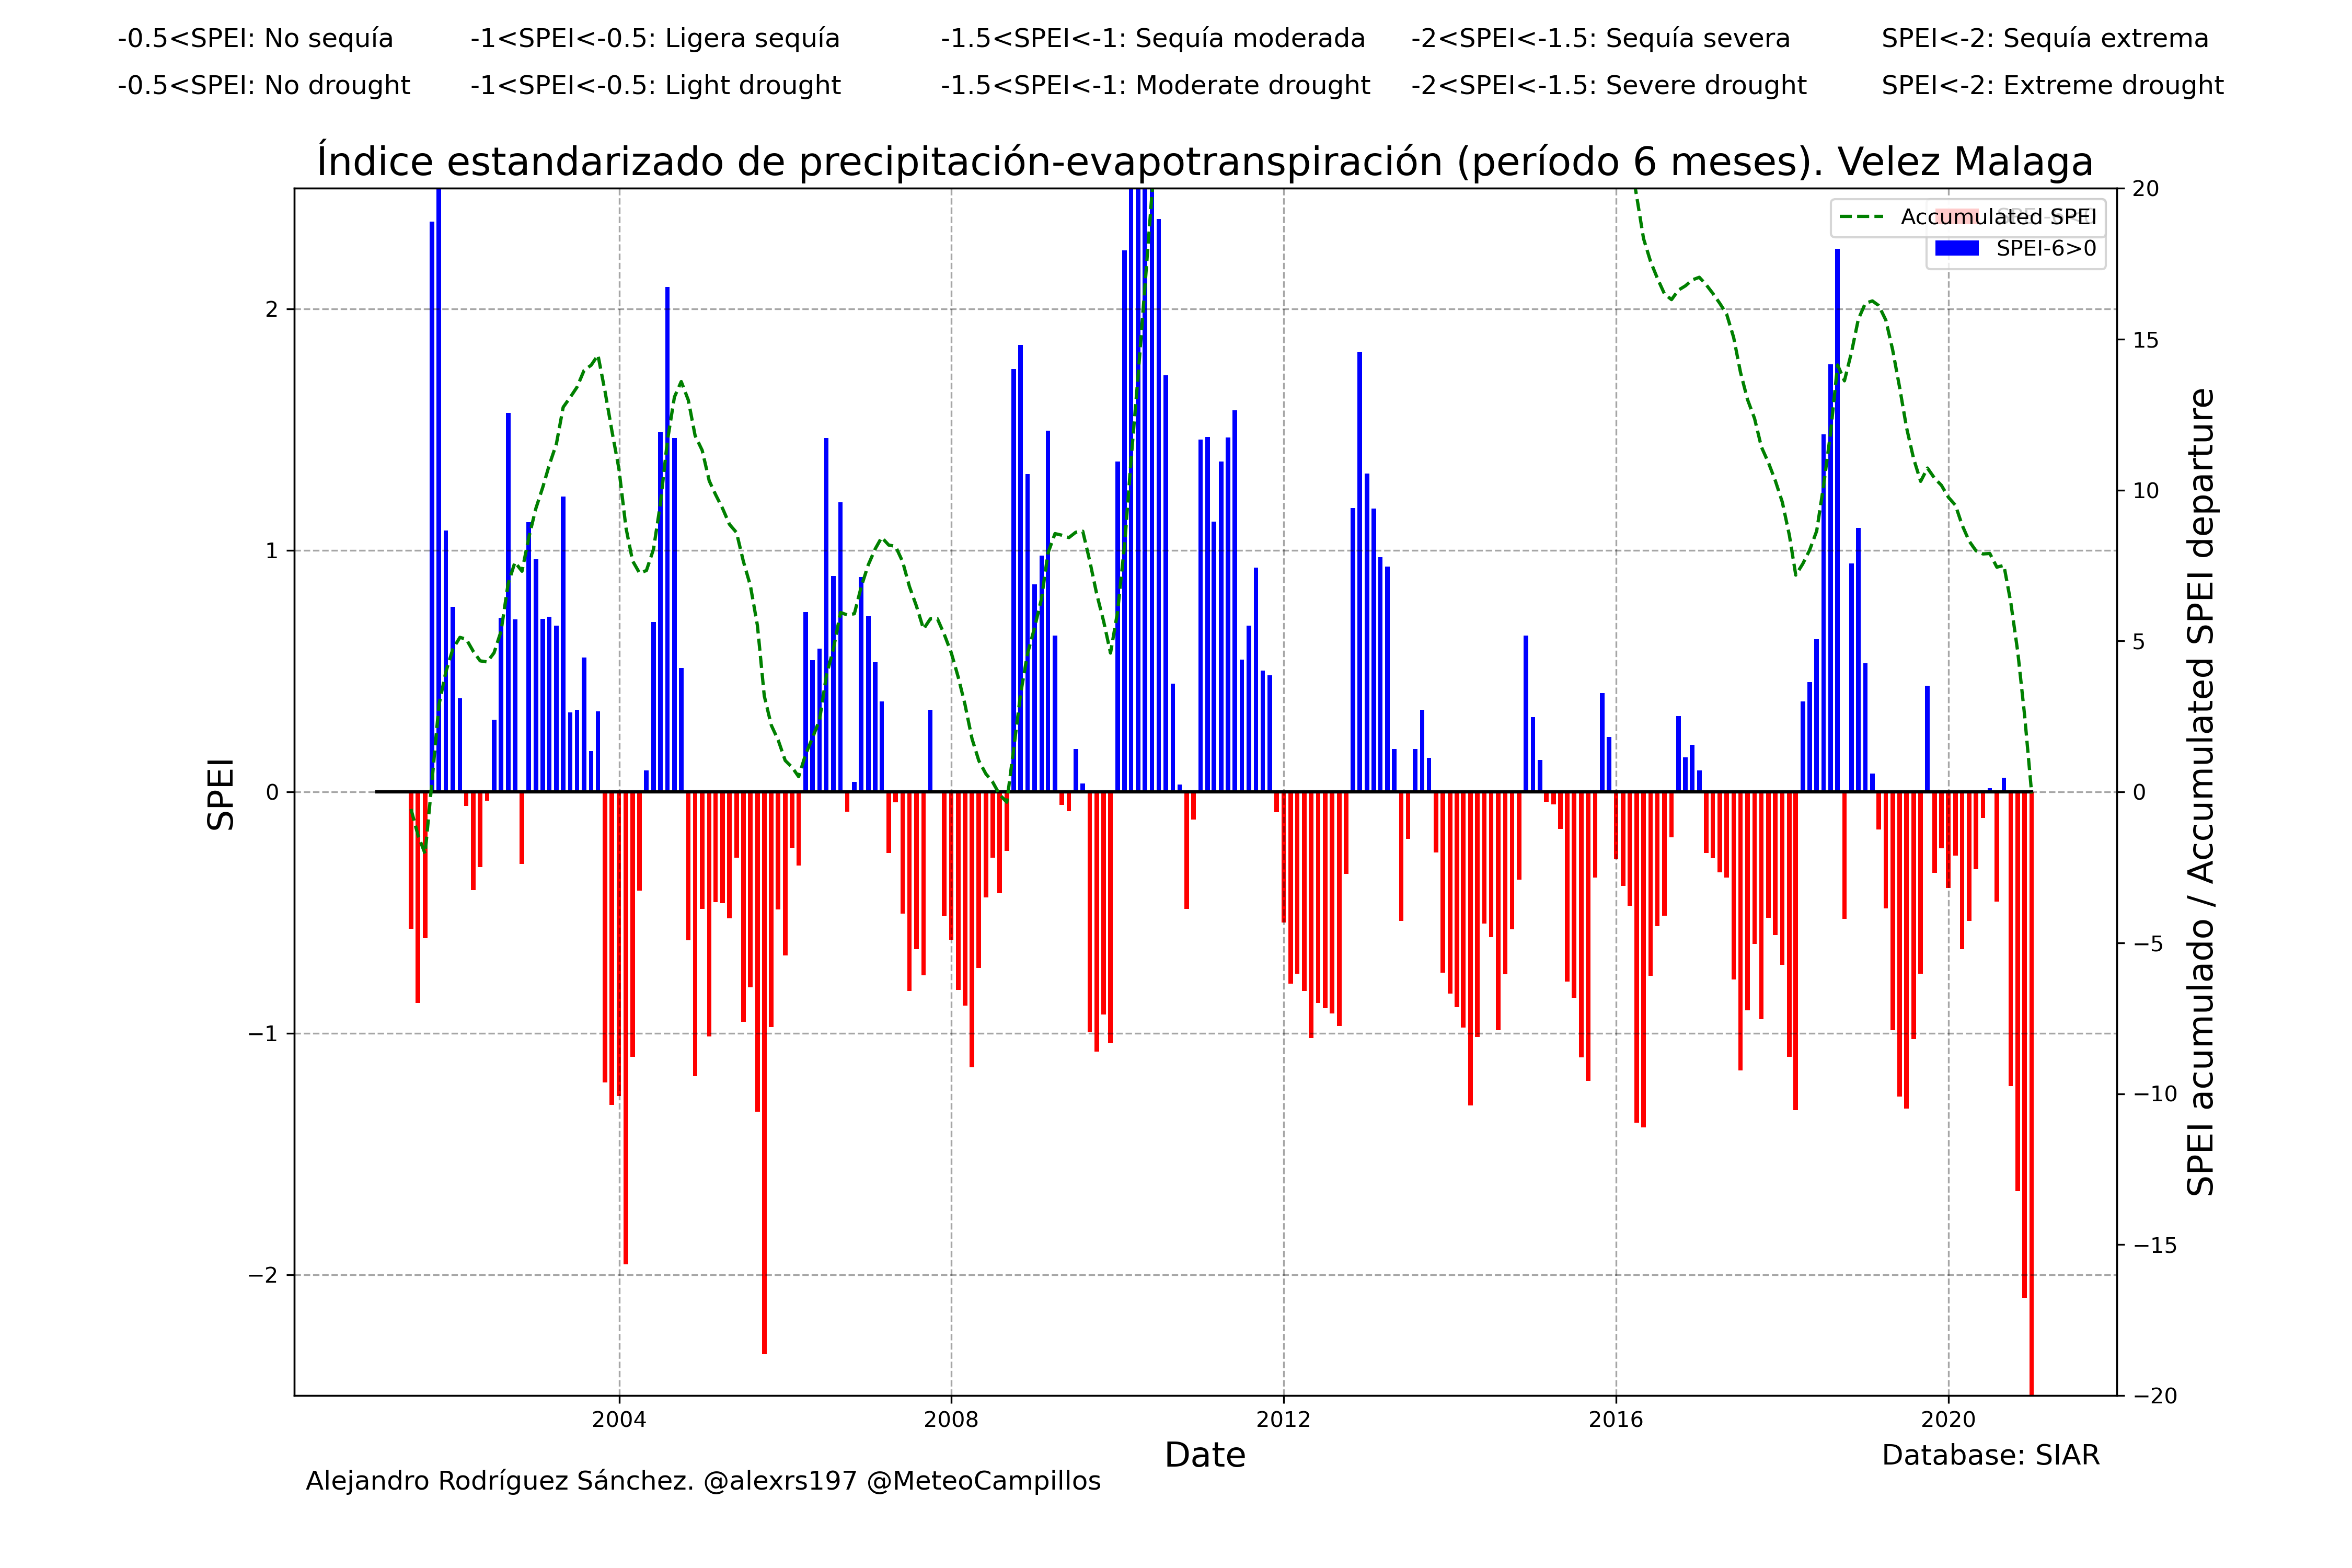 -0.5<SPEI: No sequía -1<SPEI<-0.5: Ligera sequía -1.5<SPEI<-1: Sequía moderada -2<SPEI<-1.5: Sequía severa SPEI<-2: Sequía extrema
-0.5<SPEI: No drought -1<SPEI<-0.5: Light drought -1.5<SPEI<-1: Moderate drought -2<SPEI<-1.5: Severe drought SPEI<-2: Extreme drought
Índice estandarizado de precipitación-evapotranspiración (período 6 meses). Velez Malaga
Accumulated SPEI
SPEI-6>0
SPEI
2
1
0
−1
−2
20
15
10
5
0
−5
−10
−15
−20
SPEI acumulado / Accumulated SPEI departure
2004 2008 2012 2016 2020
Date
Database: SIAR
Alejandro Rodríguez Sánchez. @alexrs197 @MeteoCampillos